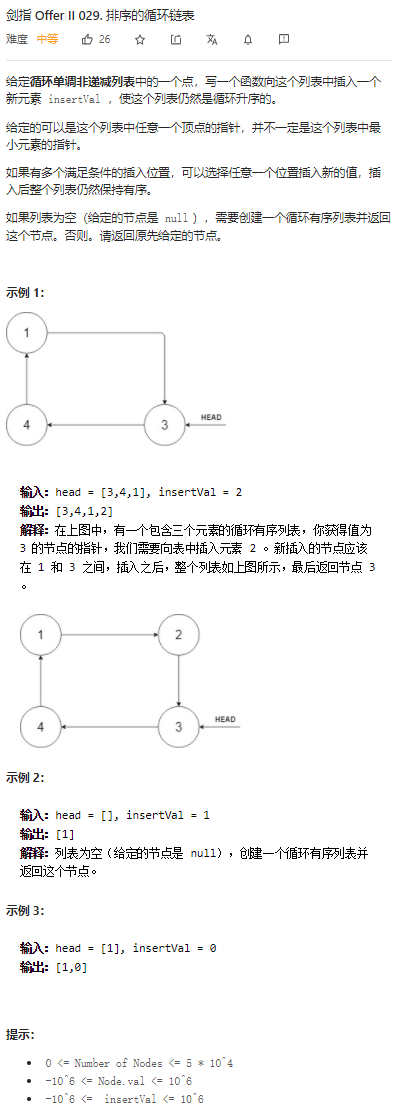 剑指 Offer II 029. 排序的循环链表
难度 中等 26
给定循环单调非递减列表中的一个点，写一个函数向这个列表中插入一个
新元素 insertVal ，使这个列表仍然是循环升序的。
给定的可以是这个列表中任意一个顶点的指针，并不一定是这个列表中最
小元素的指针。
如果有多个满足条件的插入位置，可以选择任意一个位置插入新的值，插
入后整个列表仍然保持有序。
如果列表为空（给定的节点是 null），需要创建一个循环有序列表并返回
这个节点。否则。请返回原先给定的节点。
示例 1：
1
HEAD
4
3
输入：head = [3,4,1], insertVal = 2
输出：[3,4,1,2]
解释：在上图中，有一个包含三个元素的循环有序列表，你获得值为
3 的节点的指针，我们需要向表中插入元素 2 。新插入的节点应该
在 1 和 3 之间，插入之后，整个列表如上图所示，最后返回节点 3
。
1
2
HEAD
4
3
示例 2：
输入：head = [], insertVal = 1
输出：[1]
解释：列表为空（给定的节点是 null），创建一个循环有序列表并
返回这个节点。
示例 3：
输入：head = [1], insertVal = 0
输出：[1,0]
提示：
0 <= Number of Nodes <= 5 * 10^4
-10^6 <= Node.val <= 10^6
-10^6 <= insertVal <= 10^6